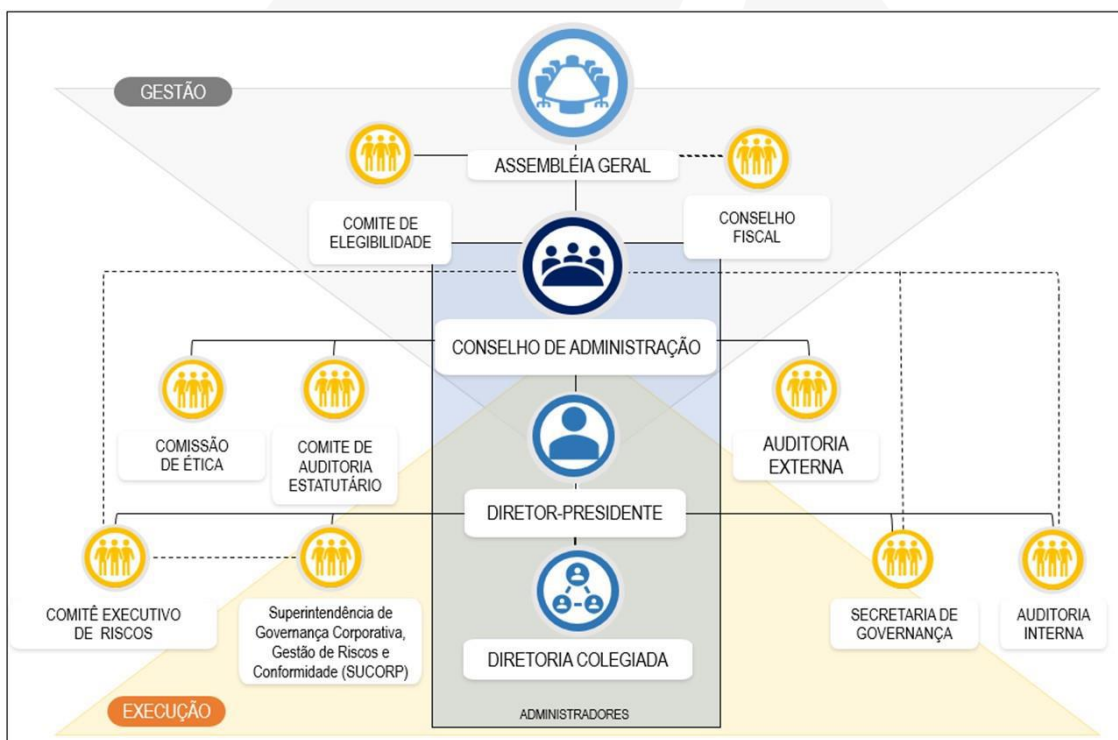 GESTÃO
ASSEMBLÉIA GERAL
COMITE DE
ELEGIBILIDADE
CONSELHO
FISCAL
CONSELHO DE ADMINISTRAÇÃO
COMISSÃO
DE ÉTICA
COMITE DE
AUDITORIA
ESTATUTÁRIO
AUDITORIA
EXTERNA
DIRETOR-PRESIDENTE
COMITÊ EXECUTIVO
DE RISCOS
Superintendência de
Governança Corporativa,
Gestão de Riscos e
Conformidade (SUCORP)
DIRETORIA COLEGIADA
SECRETARIA DE
GOVERNANÇA
AUDITORIA
INTERNA
EXECUÇÃO
ADMINISTRADORES